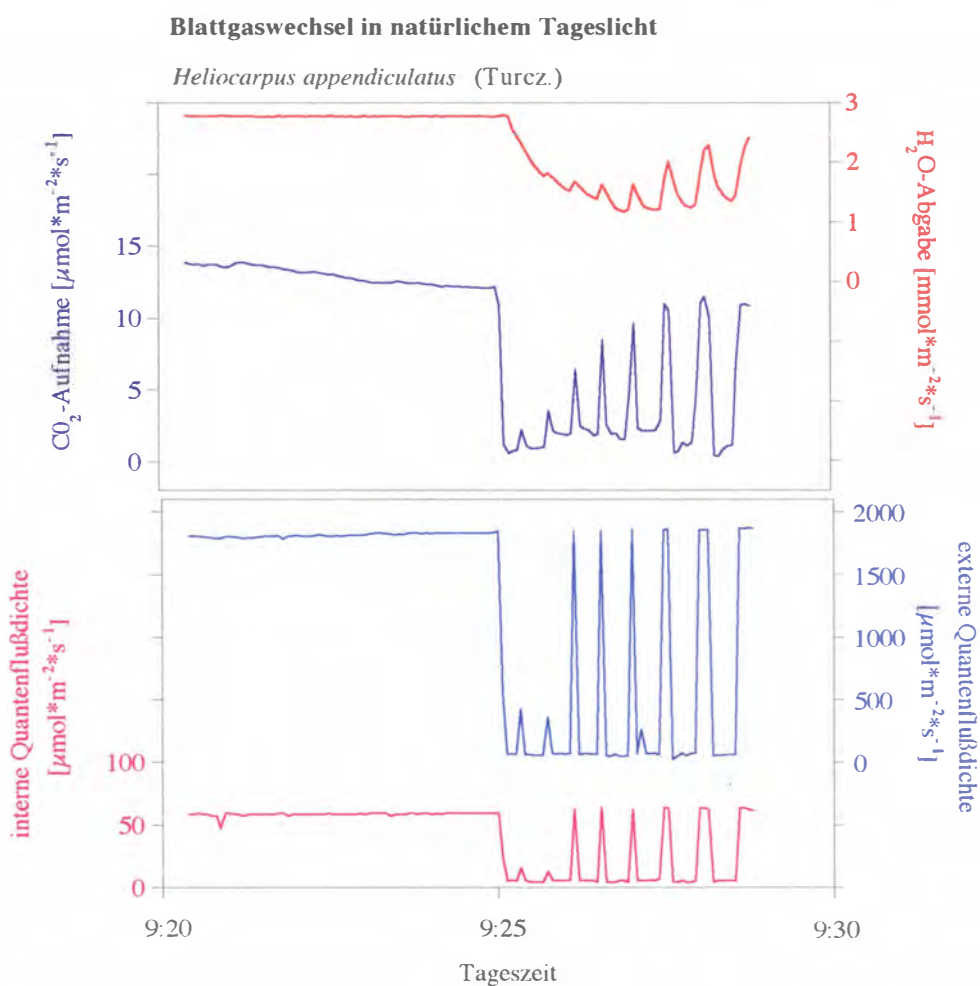 Blattgaswechsel in natürlichem Tageslicht
Heliocarpus appendiculatus (Turcz.)
CO₂-Aufnahme [μmol*m⁻²*s⁻¹]
15
10
5
0
3
2
1
0
H₂O-Abgabe [mmol*m⁻²*s⁻¹]
interne Quantenflußdichte
[μmol*m⁻²*s⁻¹]
100
50
0
2000
1500
1000
500
0
externe Quantenflußdichte
[μmol*m⁻²*s⁻¹]
9:20
9:25
9:30
Tageszeit